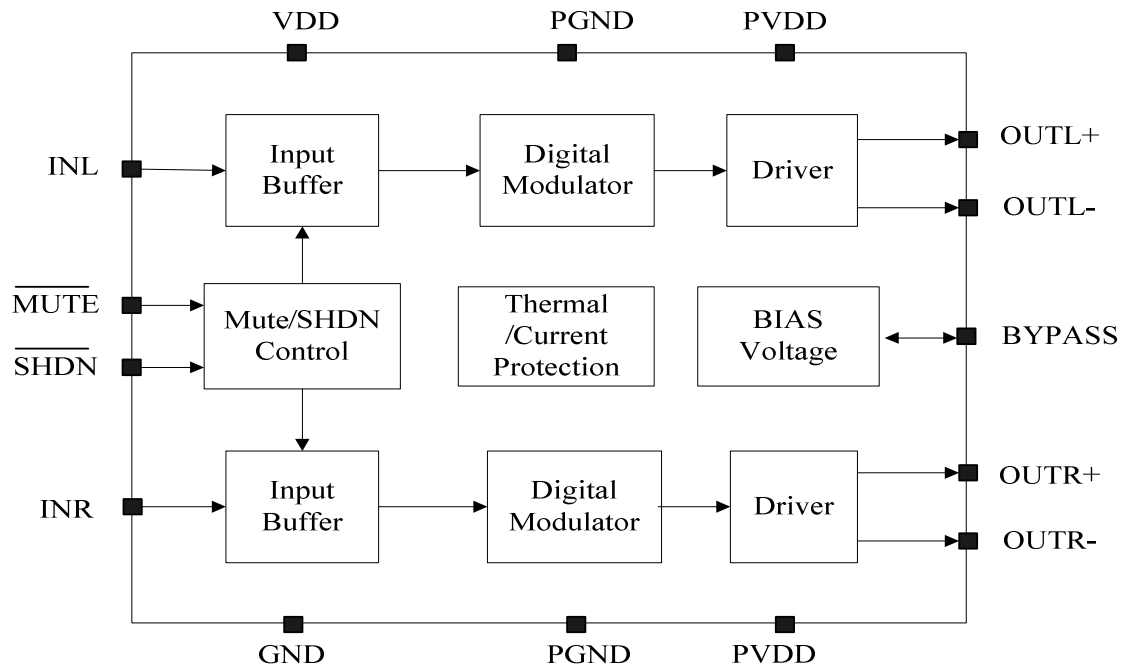 VDD
PGND
PVDD
INL
Input
Buffer
Digital
Modulator
Driver
OUTL+
OUTL-
MUTE
SHDN
Mute/SHDN
Control
Thermal
/Current
Protection
BIAS
Voltage
BYPASS
INR
Input
Buffer
Digital
Modulator
Driver
OUTR+
OUTR-
GND
PGND
PVDD